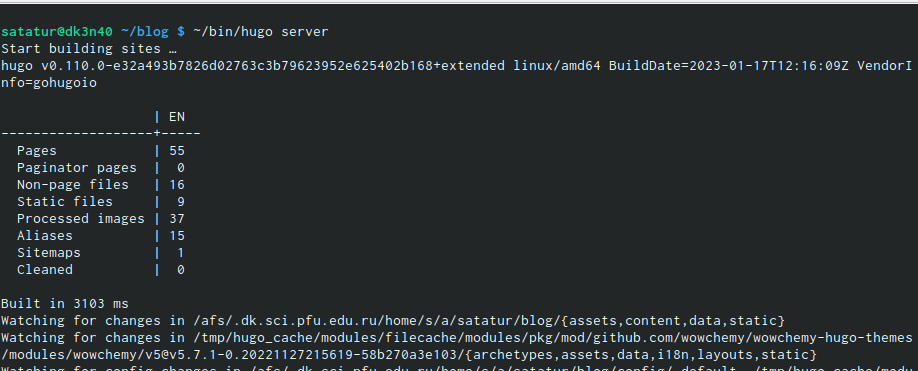 satatur@dk3n40 ~/blog $ ~/bin/hugo server
Start building sites …
hugo v0.110.0-e32a493b7826d02763c3b79623952e625402b168+extended linux/amd64 BuildDate=2023-01-17T12:16:09Z VendorI
nfo=gohugoio
                   | EN
-------------------+-----
  Pages            | 55
  Paginator pages  |  0
  Non-page files   | 16
  Static files     |  9
  Processed images | 37
  Aliases          | 15
  Sitemaps         |  1
  Cleaned          |  0
Built in 3103 ms
Watching for changes in /afs/.dk.sci.pfu.edu.ru/home/s/a/satatur/blog/{assets,content,data,static}
Watching for changes in /tmp/hugo_cache/modules/filecache/modules/pkg/mod/github.com/wowchemy/wowchemy-hugo-themes
/modules/wowchemy/v5@v5.7.1-0.20221127215619-58b270a3e103/{archetypes,assets,data,i18n,layouts,static}
Watching for config changes in /afs/.dk.sci.pfu.edu.ru/home/s/a/satatur/blog/config/_default, /tmp/hugo_cache/modu